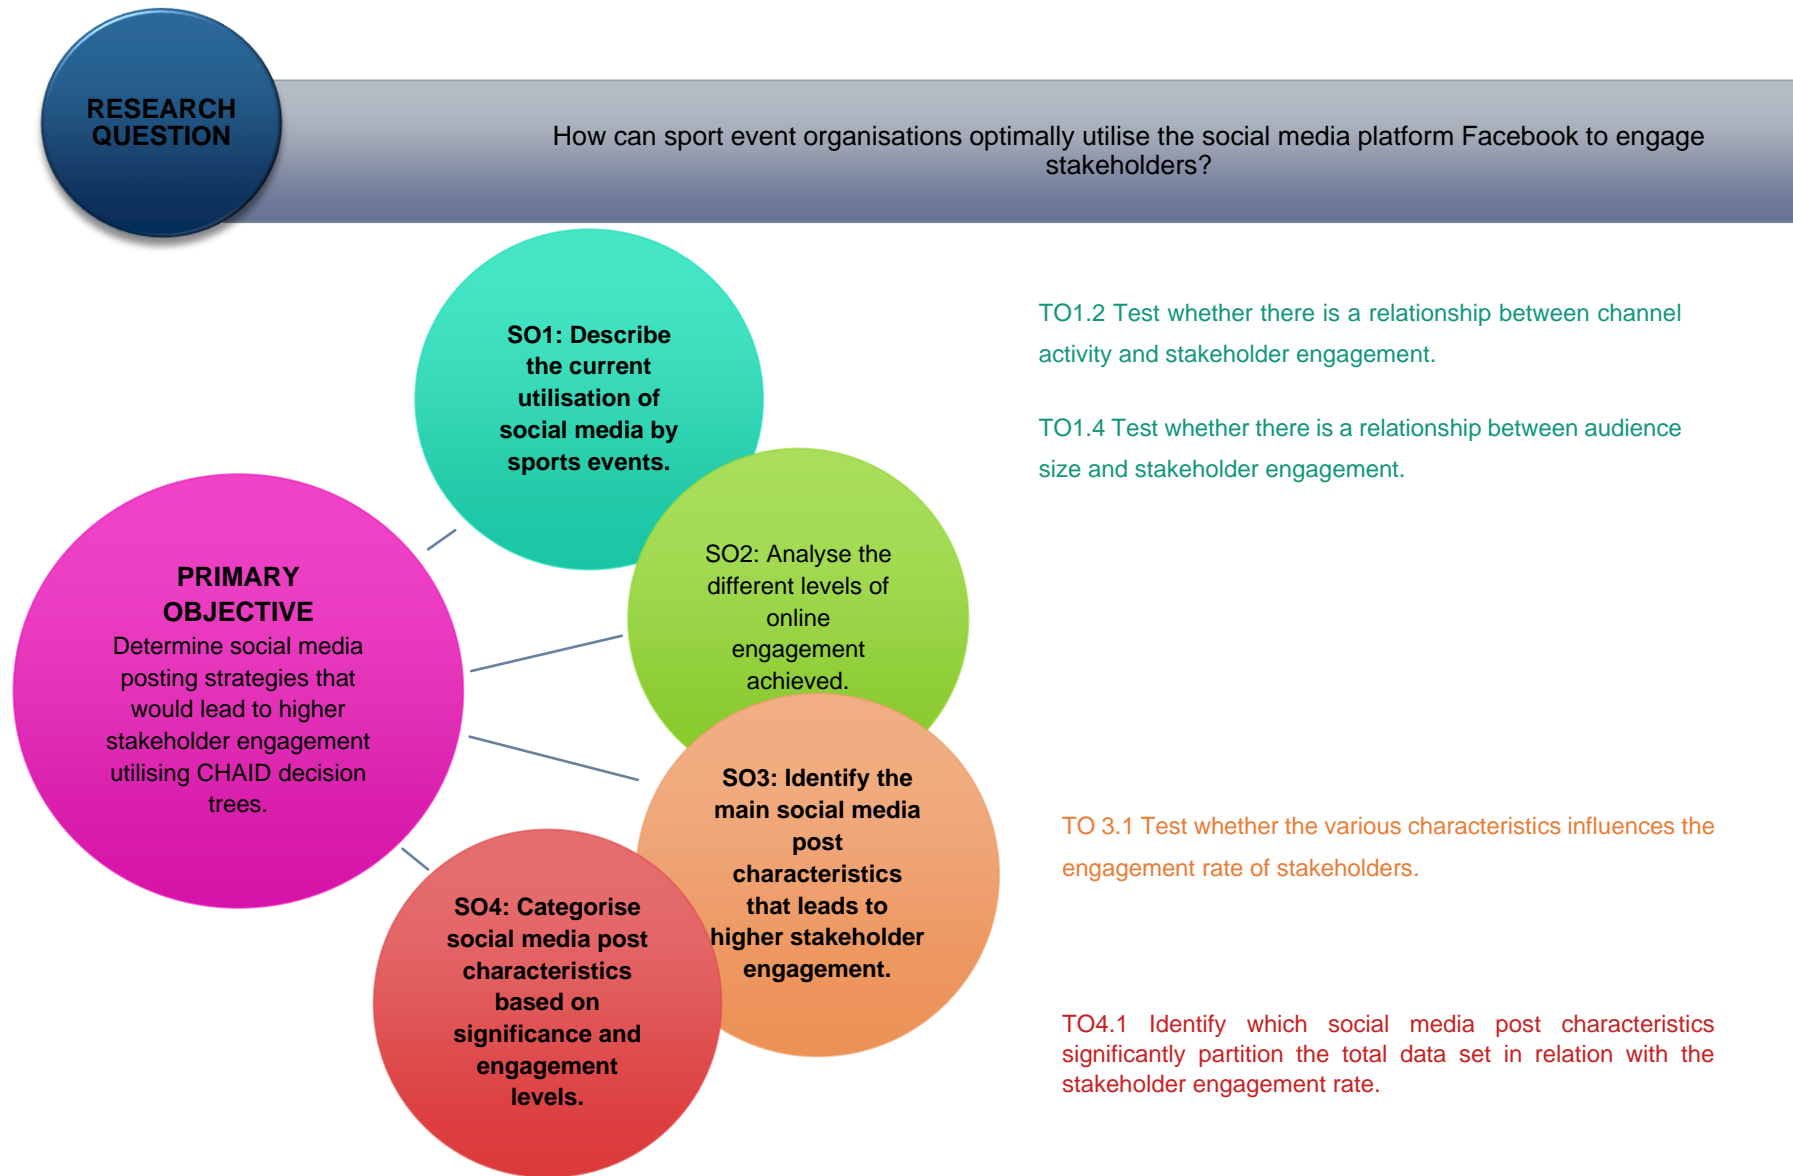 RESEARCH
QUESTION
How can sport event organisations optimally utilise the social media platform Facebook to engage
stakeholders?
SO1: Describe
the current
utilisation of
social media by
sports events.
TO1.2 Test whether there is a relationship between channel
activity and stakeholder engagement.
TO1.4 Test whether there is a relationship between audience
size and stakeholder engagement.
SO2: Analyse the
different levels of
online
engagement
achieved.
PRIMARY
OBJECTIVE
Determine social media
posting strategies that
would lead to higher
stakeholder engagement
utilising CHAID decision
trees.
SO3: Identify the
main social media
post
characteristics
that leads to
higher stakeholder
engagement.
TO 3.1 Test whether the various characteristics influences the
engagement rate of stakeholders.
SO4: Categorise
social media post
characteristics
based on
significance and
engagement
levels.
TO4.1 Identify which social media post characteristics
significantly partition the total data set in relation with the
stakeholder engagement rate.